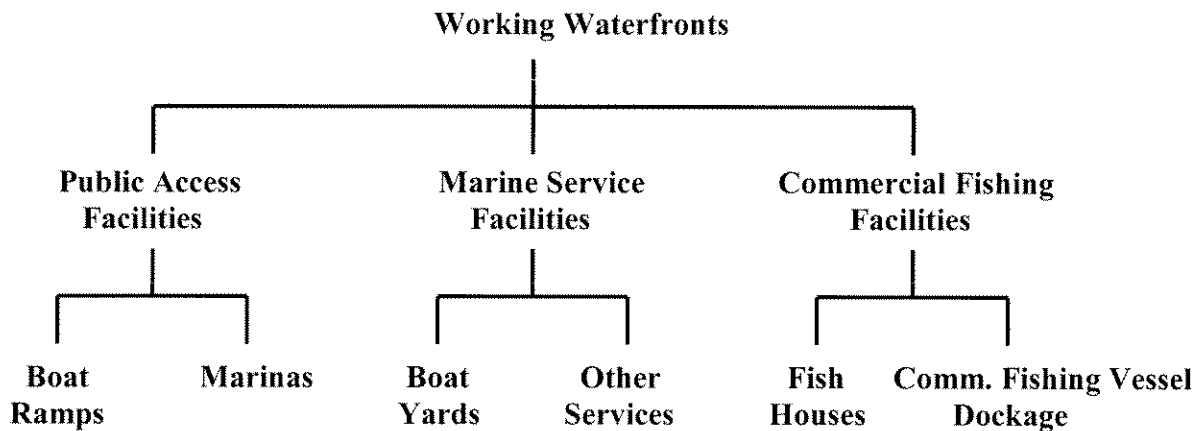 Working Waterfronts
Public Access
Facilities
Marine Service
Facilities
Commercial Fishing
Facilities
Boat
Ramps
Marinas
Boat
Yards
Other
Services
Fish
Houses
Comm. Fishing Vessel
Dockage